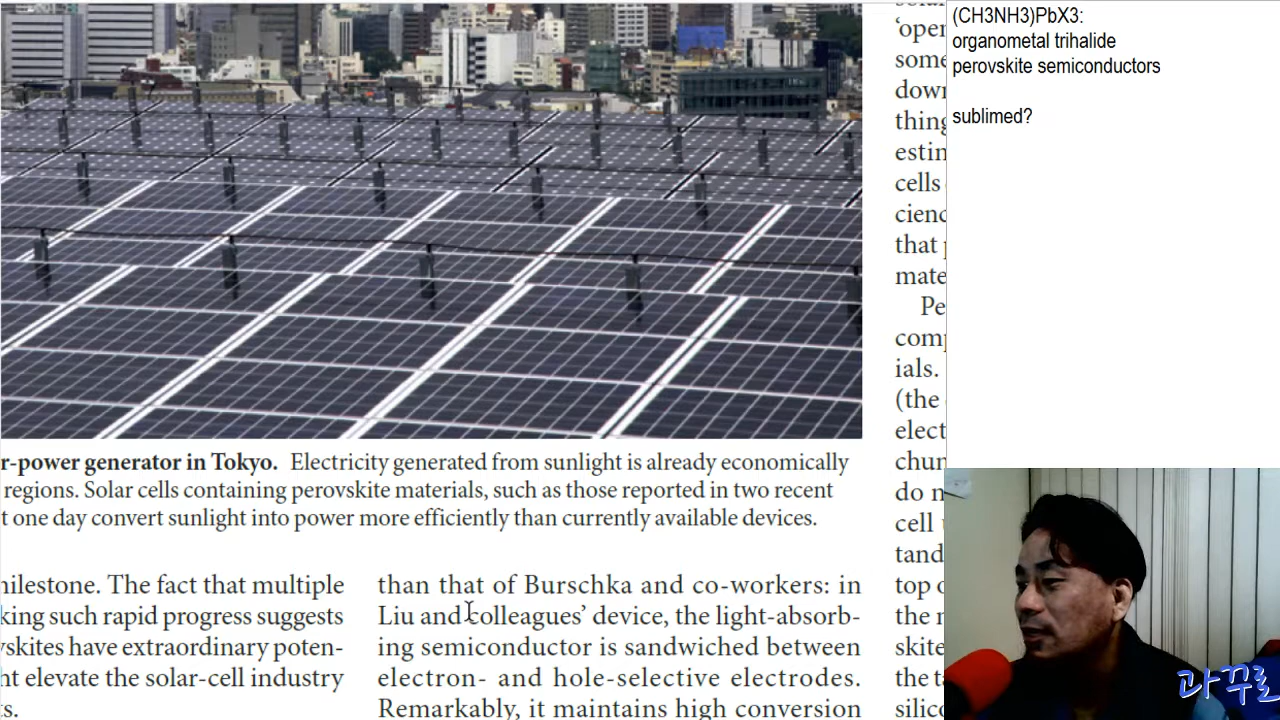 r-power generator in Tokyo. Electricity generated from sunlight is already economically
regions. Solar cells containing perovskite materials, such as those reported in two recent
t one day convert sunlight into power more efficiently than currently available devices.
milestone. The fact that multiple
king such rapid progress suggests
vskites have extraordinary poten-
ht elevate the solar-cell industry
ts.
than that of Burschka and co-workers: in
Liu and colleagues’ device, the light-absorb-
ing semiconductor is sandwiched between
electron- and hole-selective electrodes.
Remarkably, it maintains high conversion
‘open
some
down
thing
estin
cells
cienc
that p
mate
Pe
comp
ials.
(the
elect
chun
do n
cell
tand
top o
the n
skite
the ta
silico
(CH3NH3)PbX3:
organometal trihalide
perovskite semiconductors
sublimed?
과꾸로